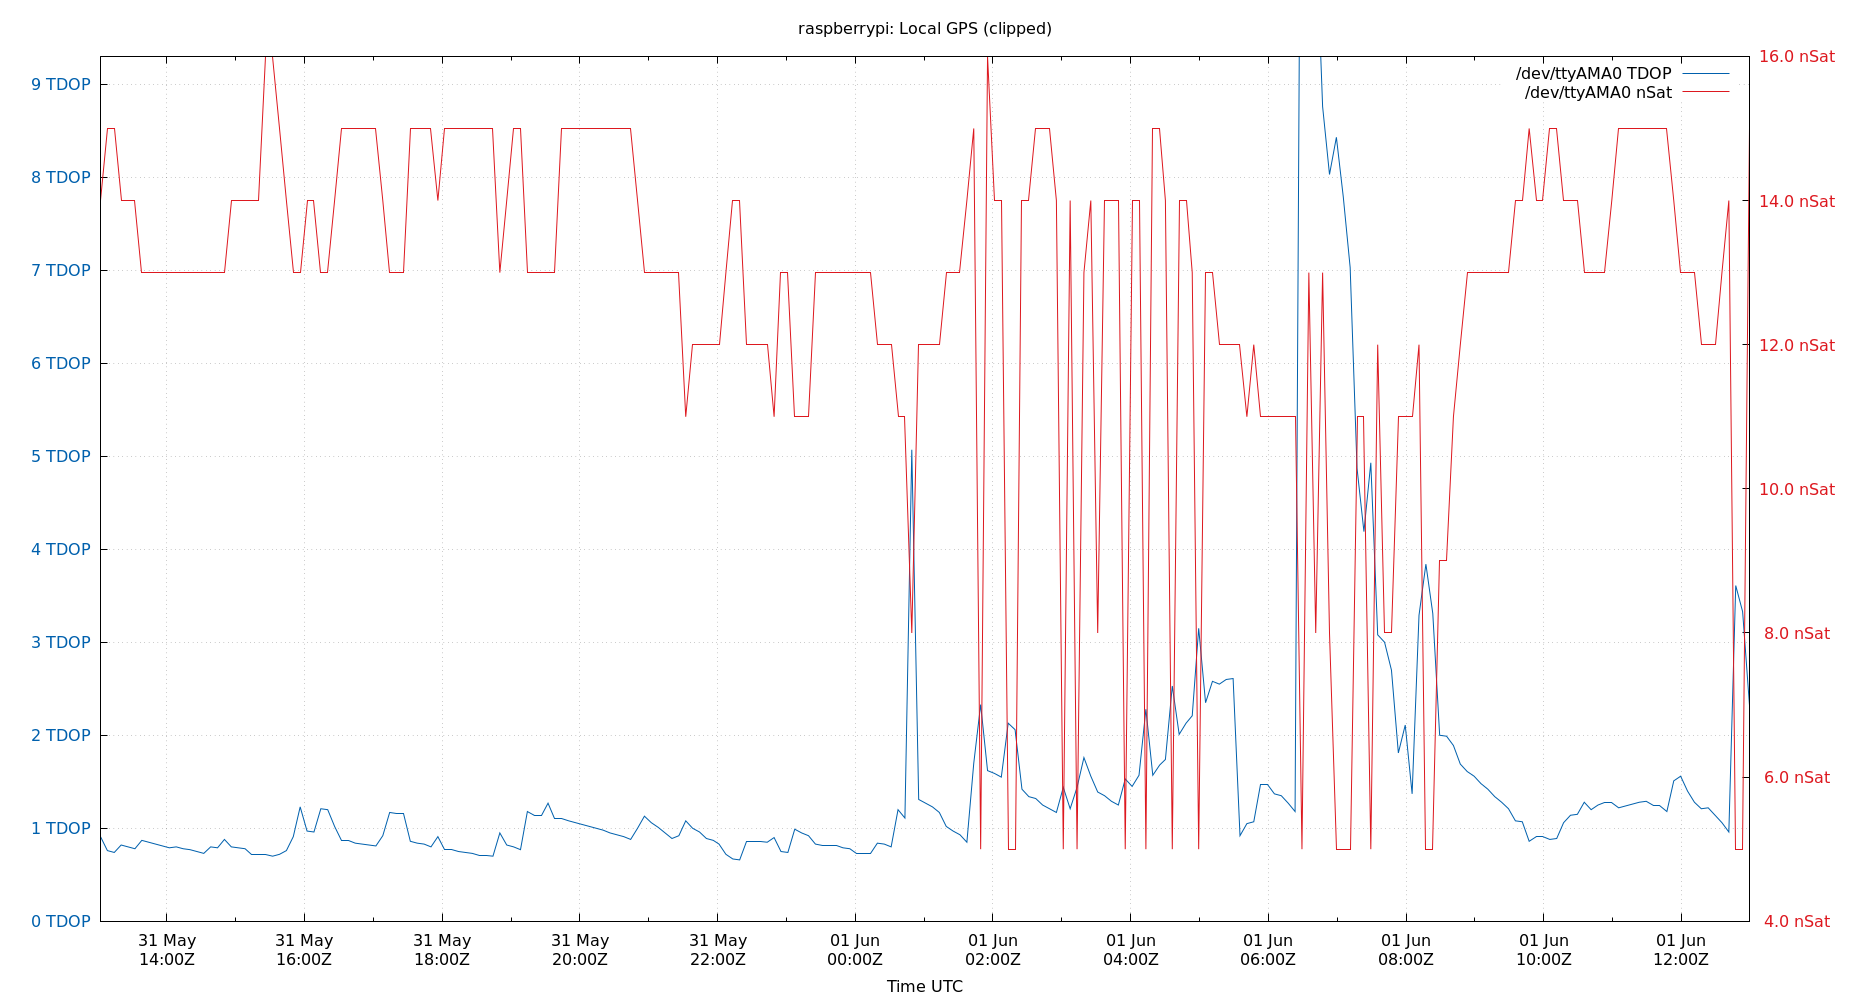 raspberrypi: Local GPS (clipped)
/dev/ttyAMA0 TDOP
/dev/ttyAMA0 nSat
9 TDOP
8 TDOP
7 TDOP
6 TDOP
5 TDOP
4 TDOP
3 TDOP
2 TDOP
1 TDOP
0 TDOP
16.0 nSat
14.0 nSat
12.0 nSat
10.0 nSat
8.0 nSat
6.0 nSat
4.0 nSat
31 May
14:00Z
31 May
16:00Z
31 May
18:00Z
31 May
20:00Z
31 May
22:00Z
01 Jun
00:00Z
01 Jun
02:00Z
01 Jun
04:00Z
01 Jun
06:00Z
01 Jun
08:00Z
01 Jun
10:00Z
01 Jun
12:00Z
Time UTC